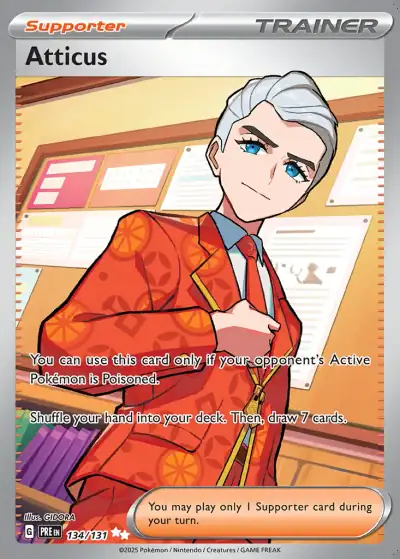 Supporter
TRAINER
Atticus
You can use this card only if your opponent's Active
Pokémon is Poisoned.
Shuffle your hand into your deck. Then, draw 7 cards.
Illus. GIDORA
G PRE EN 134/131
You may play only 1 Supporter card during
your turn.
©2025 Pokémon / Nintendo / Creatures / GAME FREAK